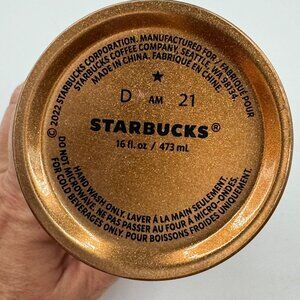 © 2022 STARBUCKS CORPORATION. MANUFACTURED FOR / FABRIQUÉ POUR
STARBUCKS COFFEE COMPANY, SEATTLE, WA 98134.
MADE IN CHINA. FABRIQUÉ EN CHINE.
D AM 21
STARBUCKS®
16 fl. oz / 473 mL
HAND WASH ONLY. LAVER À LA MAIN SEULEMENT.
DO NOT MICROWAVE. NE PAS PASSER AU FOUR À MICRO-ONDES.
FOR COLD BEVERAGES ONLY. POUR BOISSONS FROIDES UNIQUEMENT.